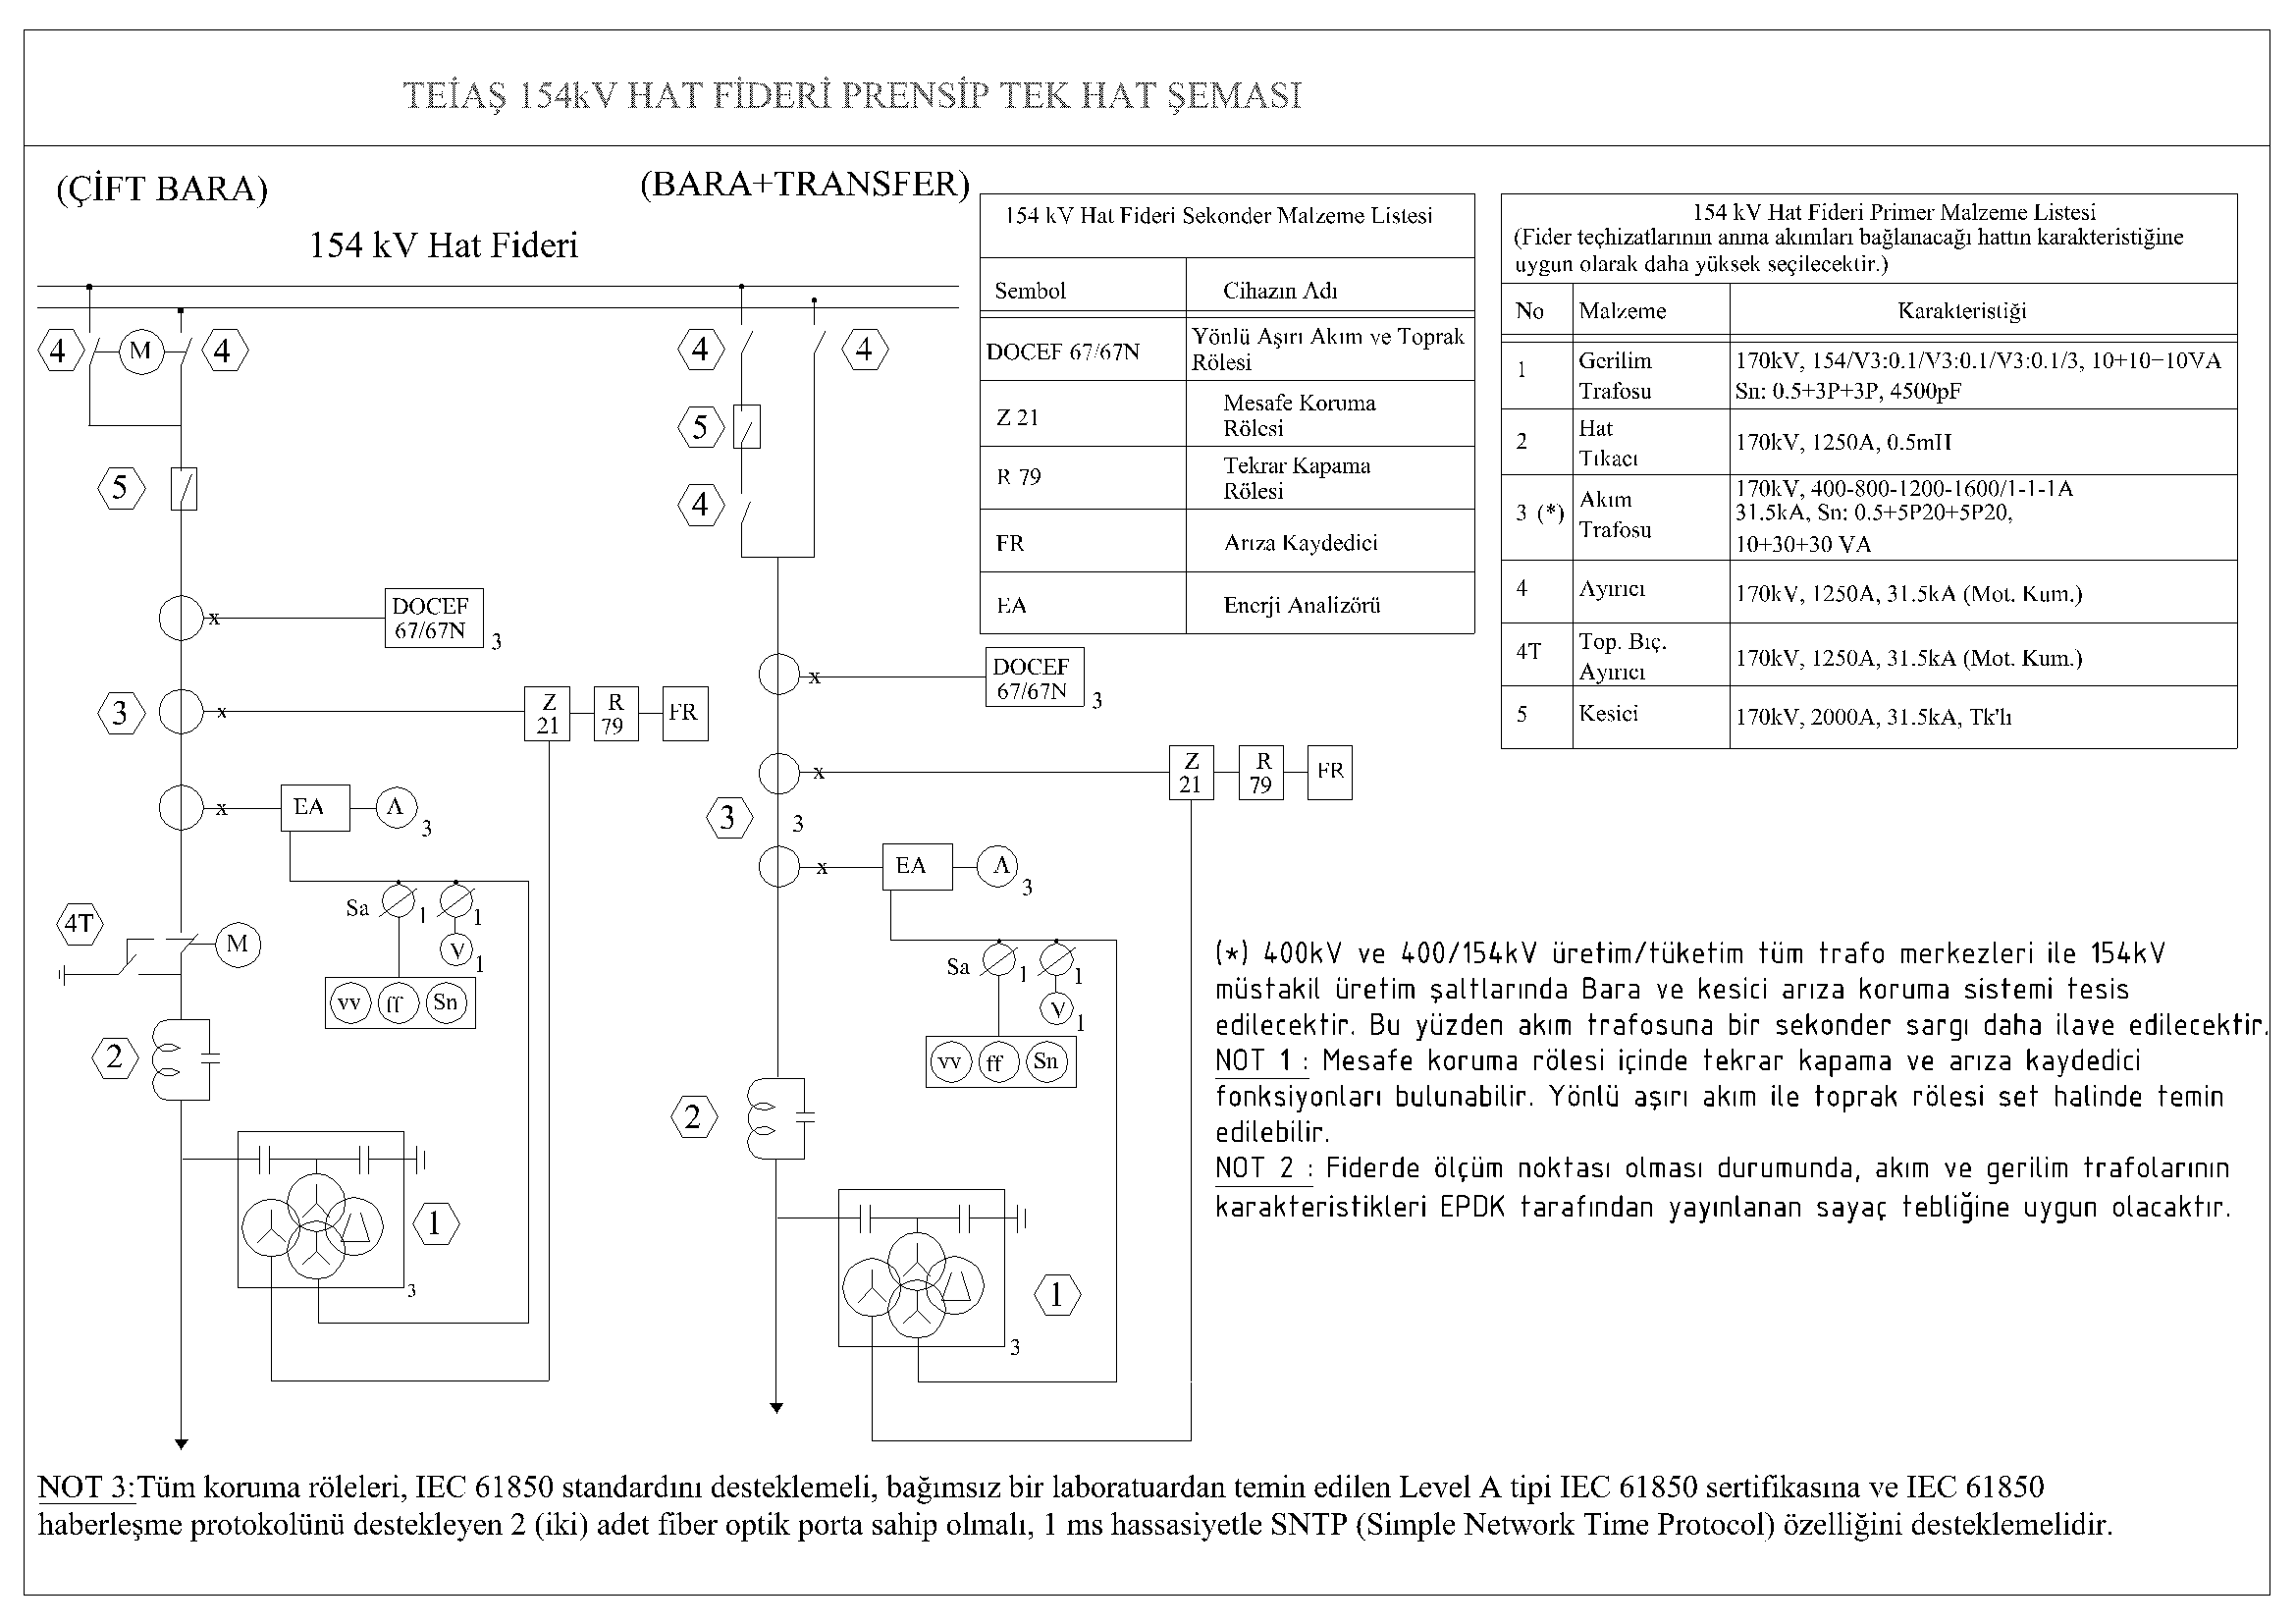 TEİAŞ 154kV HAT FİDERİ PRENSİP TEK HAT ŞEMASI
(ÇİFT BARA)
(BARA+TRANSFER)
154 kV Hat Fideri
4
M
4
5
DOCEF
67/67N
3
3
Z
21
R
79
FR
x
x
x
EA
A
3
4T
M
Sa
1
1
V
1
vv
ff
Sn
2
1
3
4
4
5
4
DOCEF
67/67N
3
x
x
x
Z
21
R
79
FR
3
3
EA
A
3
Sa
1
1
V
1
vv
ff
Sn
2
1
3
154 kV Hat Fideri Sekonder Malzeme Listesi
Sembol
Cihazın Adı
DOCEF 67/67N
Yönlü Aşırı Akım ve Toprak
Rölesi
Z 21
Mesafe Koruma
Rölesi
R 79
Tekrar Kapama
Rölesi
FR
Arıza Kaydedici
EA
Enerji Analizörü
154 kV Hat Fideri Primer Malzeme Listesi
(Fider teçhizatlarının anma akımları bağlanacağı hattın karakteristiğine
uygun olarak daha yüksek seçilecektir.)
No
Malzeme
Karakteristiği
1
Gerilim
Trafosu
170kV, 154/V3:0.1/V3:0.1/V3:0.1/3, 10+10−10VA
Sn: 0.5+3P+3P, 4500pF
2
Hat
Tıkacı
170kV, 1250A, 0.5mH
3 (*)
Akım
Trafosu
170kV, 400-800-1200-1600/1-1-1A
31.5kA, Sn: 0.5+5P20+5P20,
10+30+30 VA
4
Ayırıcı
170kV, 1250A, 31.5kA (Mot. Kum.)
4T
Top. Bıç.
Ayırıcı
170kV, 1250A, 31.5kA (Mot. Kum.)
5
Kesici
170kV, 2000A, 31.5kA, Tk'lı
(*) 400kV ve 400/154kV üretim/tüketim tüm trafo merkezleri ile 154kV
müstakil üretim şaltlarında Bara ve kesici arıza koruma sistemi tesis
edilecektir. Bu yüzden akım trafosuna bir sekonder sargı daha ilave edilecektir.
NOT 1 : Mesafe koruma rölesi içinde tekrar kapama ve arıza kaydedici
fonksiyonları bulunabilir. Yönlü aşırı akım ile toprak rölesi set halinde temin
edilebilir.
NOT 2 : Fiderde ölçüm noktası olması durumunda, akım ve gerilim trafolarının
karakteristikleri EPDK tarafından yayınlanan sayaç tebliğine uygun olacaktır.
NOT 3:Tüm koruma röleleri, IEC 61850 standardını desteklemeli, bağımsız bir laboratuardan temin edilen Level A tipi IEC 61850 sertifikasına ve IEC 61850
haberleşme protokolünü destekleyen 2 (iki) adet fiber optik porta sahip olmalı, 1 ms hassasiyetle SNTP (Simple Network Time Protocol) özelliğini desteklemelidir.